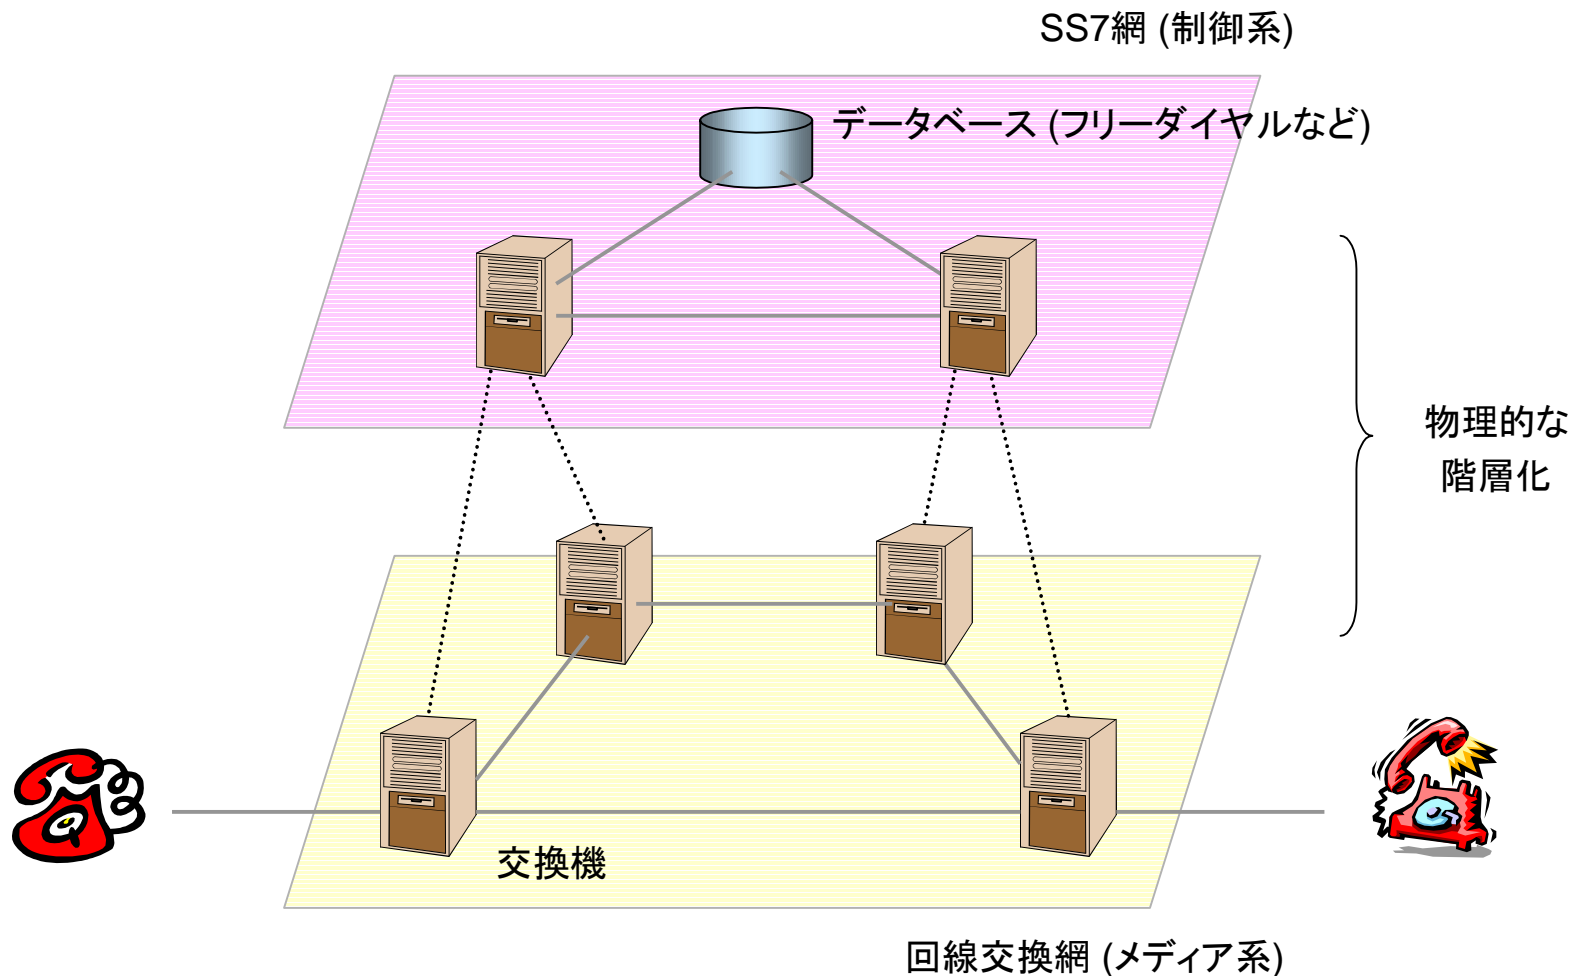 SS7網 (制御系)
データベース (フリーダイヤルなど)
物理的な
階層化
交換機
回線交換網 (メディア系)